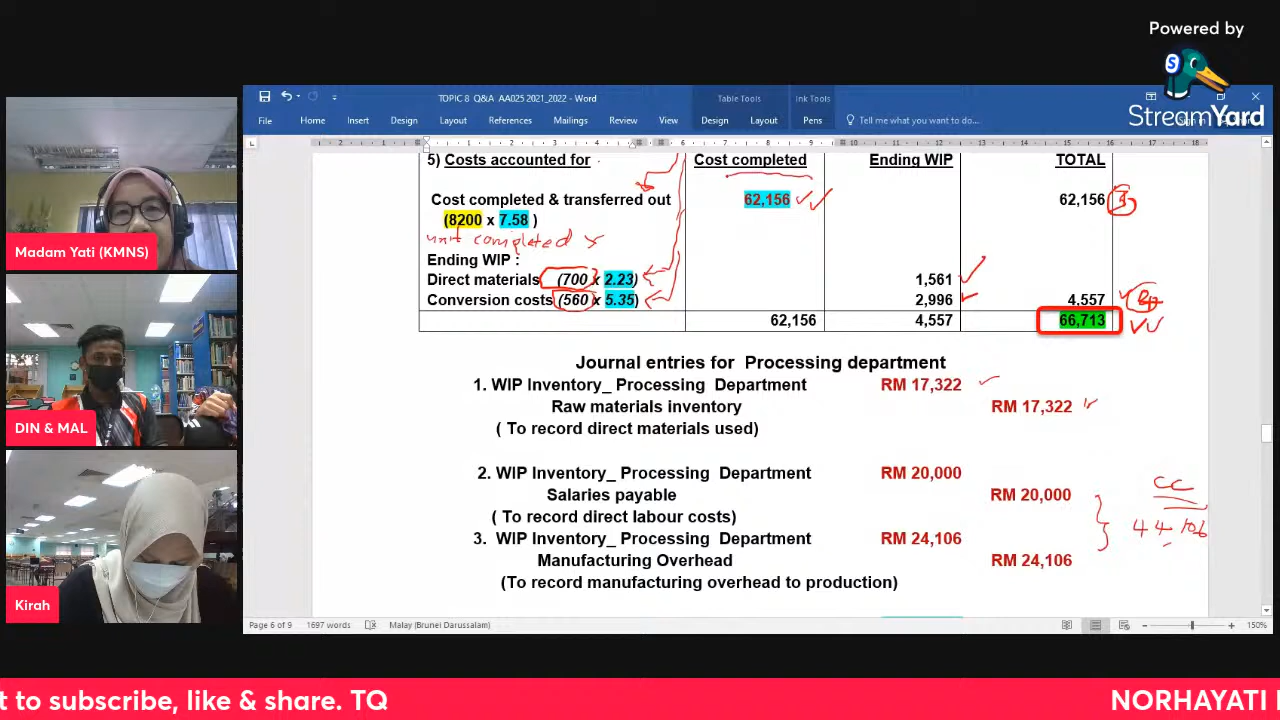 Powered by
S
StreamYard
TOPIC 8 Q&A AA025 2021_2022 - Word
Table Tools
Ink Tools
File Home Insert Design Layout References Mailings Review View Design Layout Pens Tell me what you want to do...
5) Costs accounted for Cost completed Ending WIP TOTAL
Cost completed & transferred out 62,156 62,156
(8200 x 7.58 )
unit completed
Ending WIP :
Direct materials (700 x 2.23) 1,561
Conversion costs (560 x 5.35) 2,996 4,557
62,156 4,557 66,713
Journal entries for Processing department
1. WIP Inventory_ Processing Department RM 17,322
Raw materials inventory RM 17,322
( To record direct materials used)
2. WIP Inventory_ Processing Department RM 20,000
Salaries payable RM 20,000
( To record direct labour costs)
3. WIP Inventory_ Processing Department RM 24,106
Manufacturing Overhead RM 24,106
(To record manufacturing overhead to production)
CC
44 106
Page 6 of 9 1697 words Malay (Brunei Darussalam) 150%
Madam Yati (KMNS)
DIN & MAL
Kirah
t to subscribe, like & share. TQ
NORHAYATI